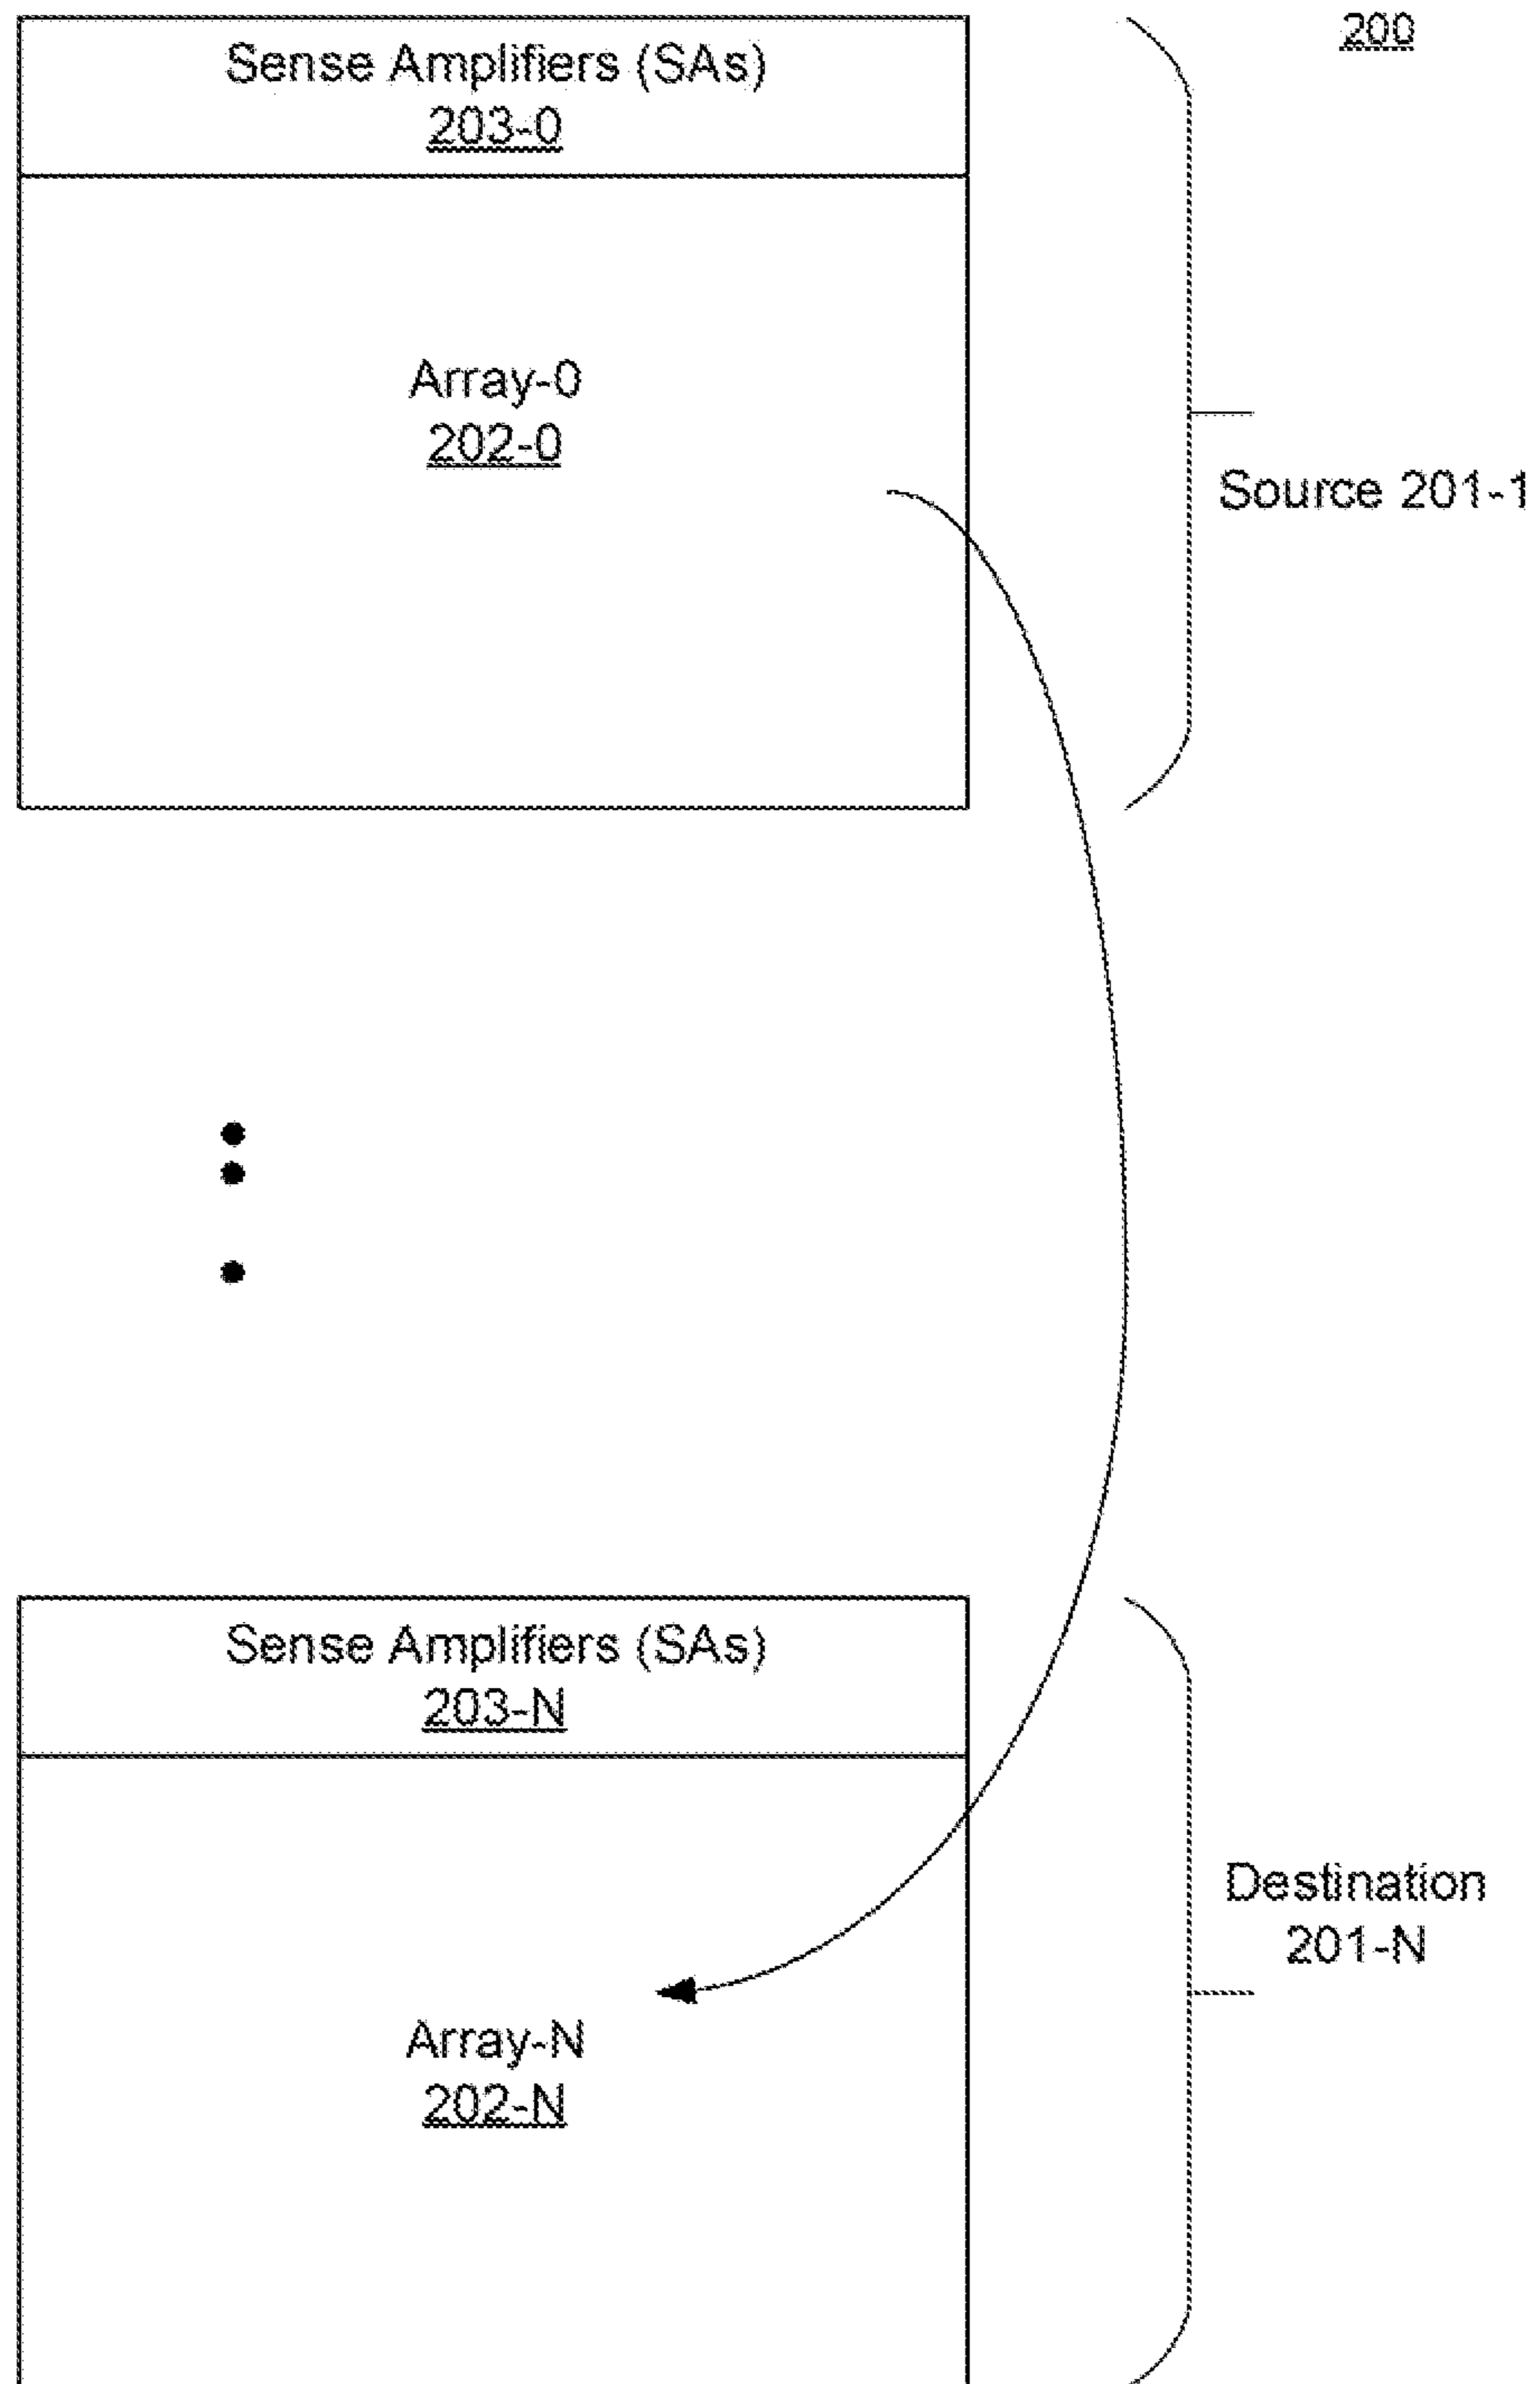 200
Sense Amplifiers (SAs)
203-0
Array-0
202-0
Source 201-1
Sense Amplifiers (SAs)
203-N
Destination
201-N
Array-N
202-N